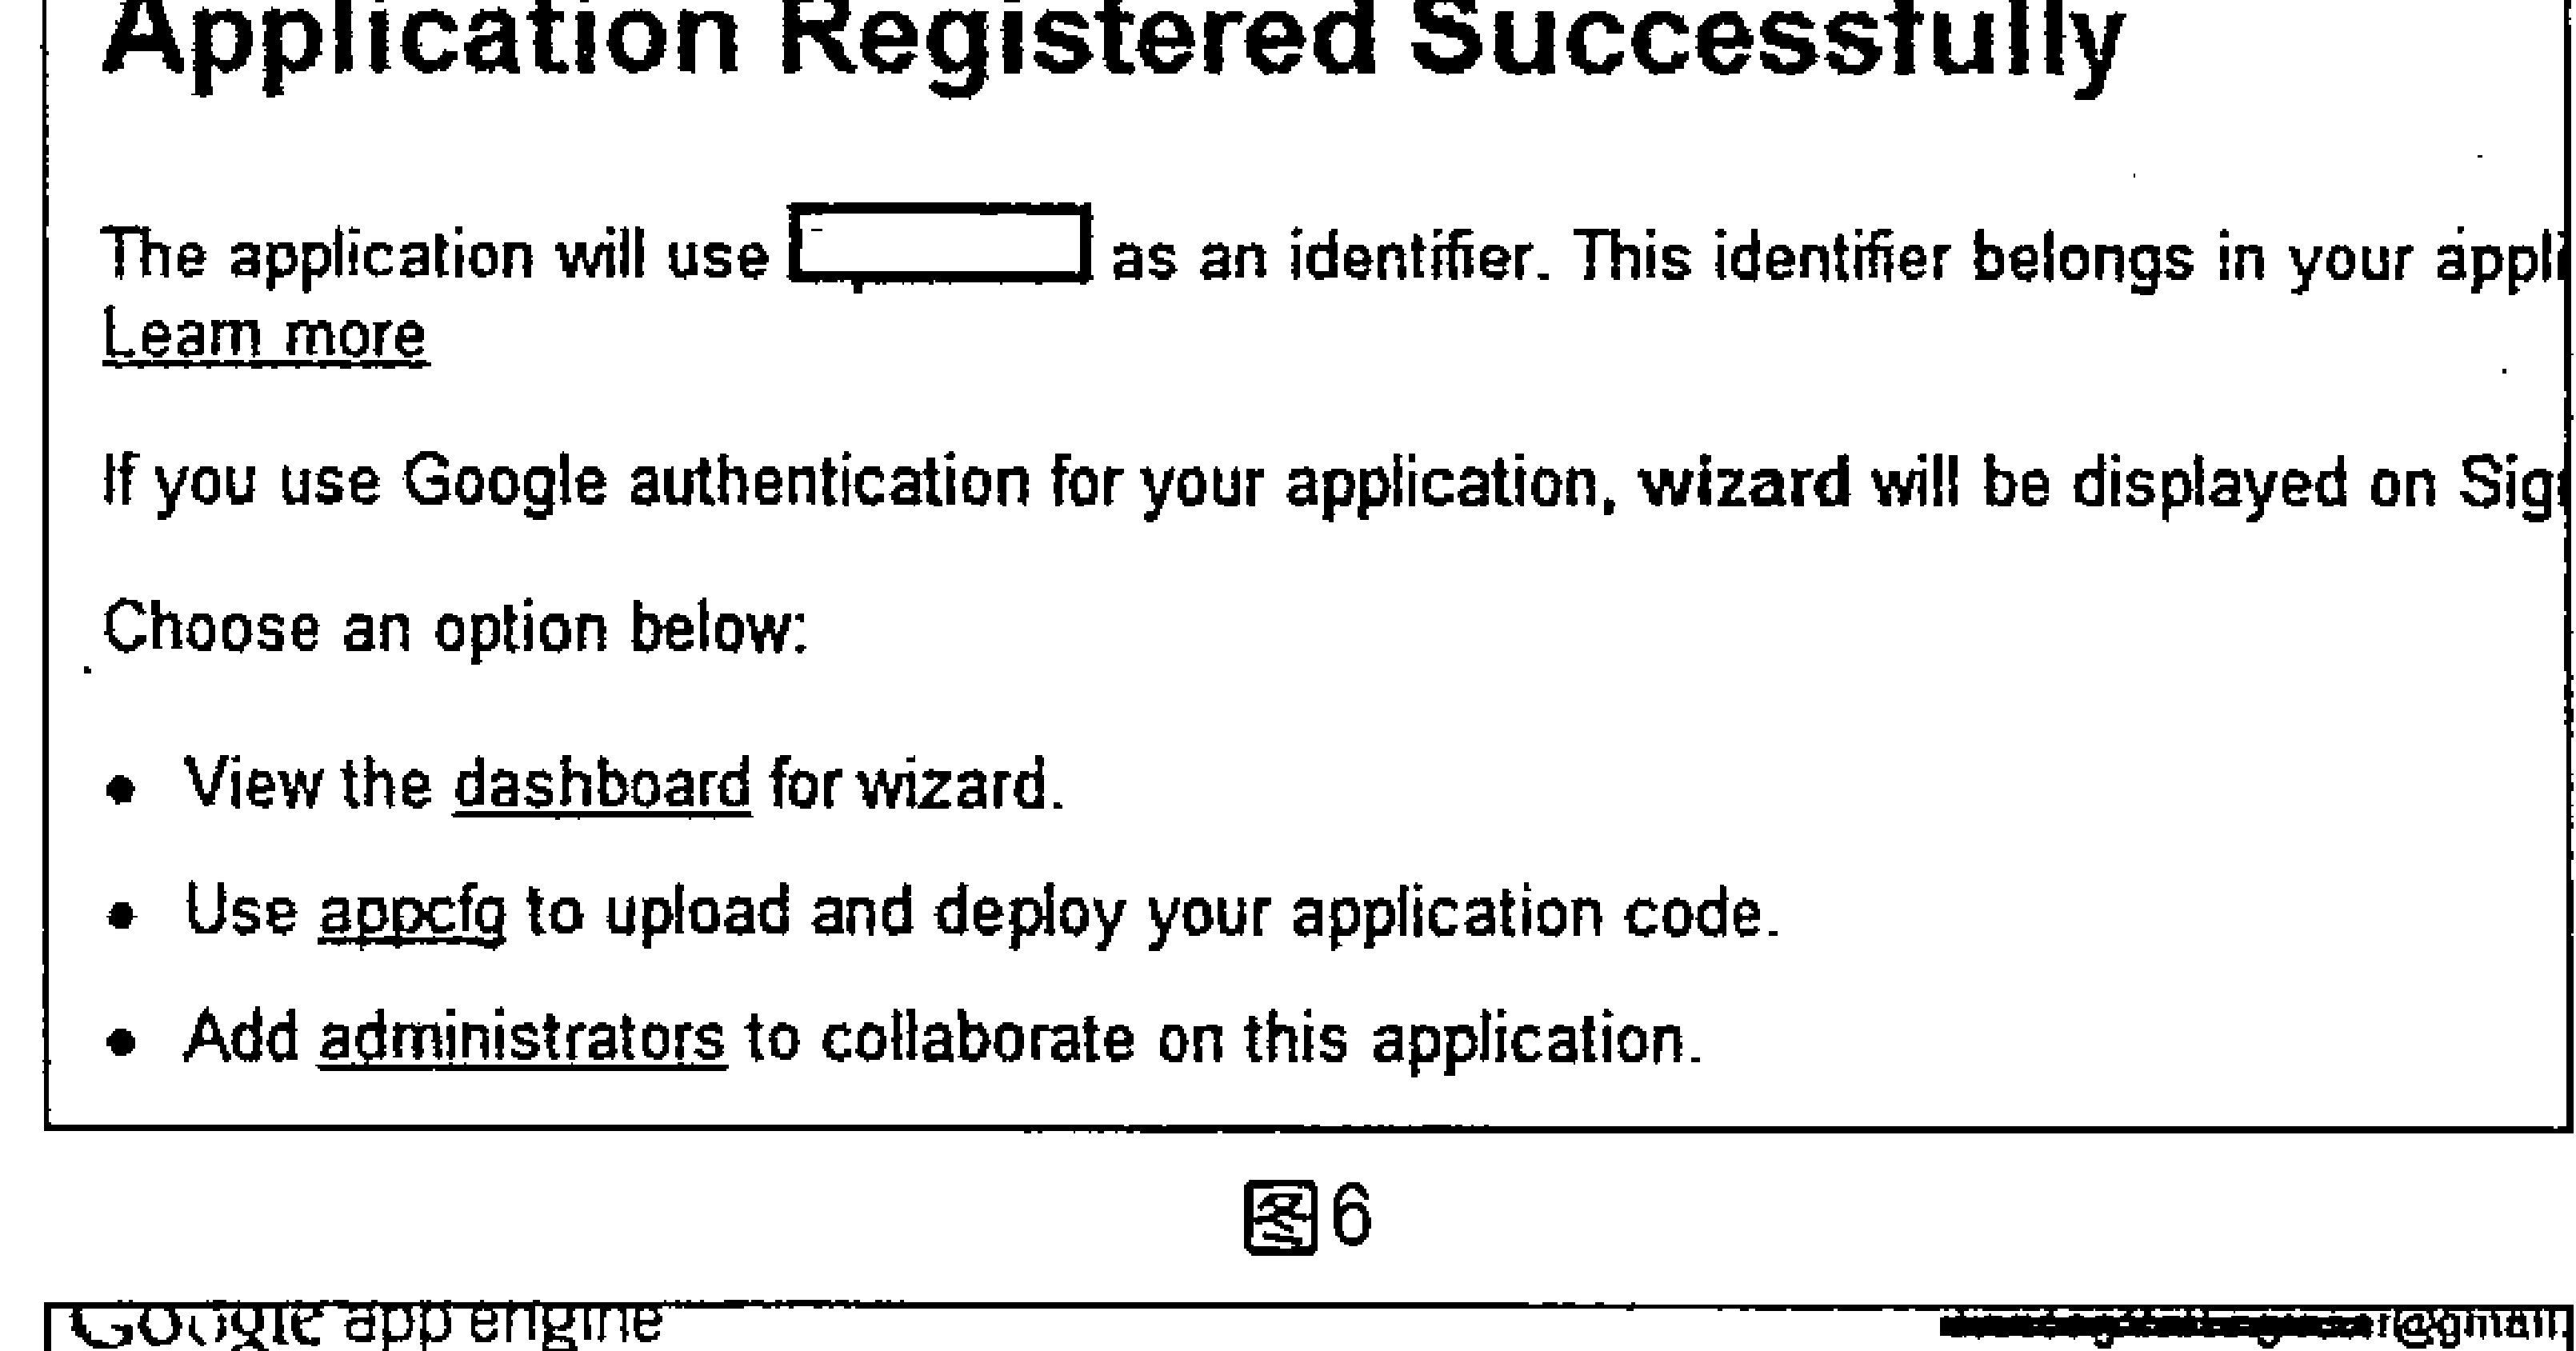 Application Registered Successfully
The application will use as an identifier. This identifier belongs in your appli
Learn more
If you use Google authentication for your application, wizard will be displayed on Sig
Choose an option below:
• View the dashboard for wizard.
• Use appcfg to upload and deploy your application code.
• Add administrators to collaborate on this application.
图6
Google app engine
r@gmail.